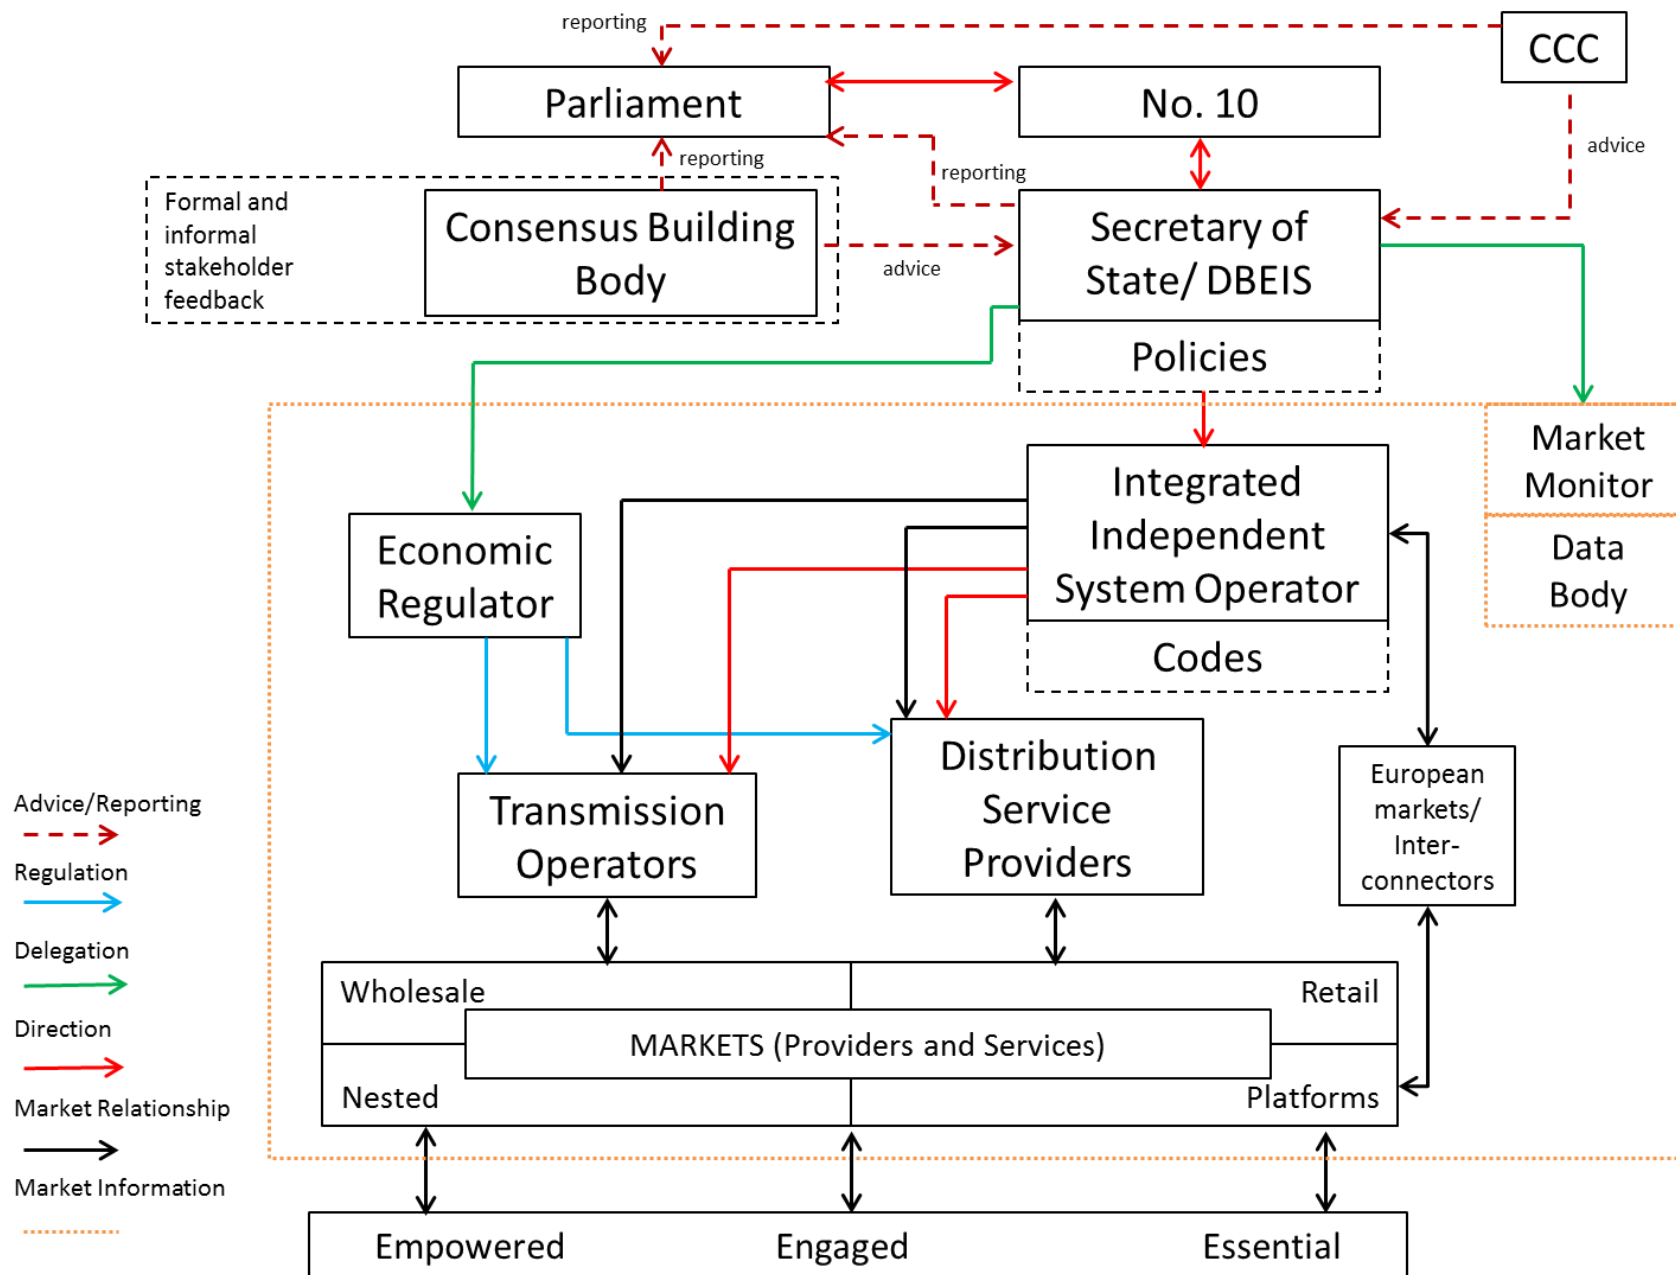 reporting
CCC
Parliament
No. 10
advice
reporting
reporting
Formal and
informal
stakeholder
feedback
Consensus Building
Body
advice
Secretary of
State/ DBEIS
Policies
Market
Monitor
Data
Body
Integrated
Independent
System Operator
Codes
Economic
Regulator
Transmission
Operators
Distribution
Service
Providers
European
markets/
Inter-
connectors
Advice/Reporting
Regulation
Delegation
Direction
Market Relationship
Market Information
Wholesale
Retail
MARKETS (Providers and Services)
Nested
Platforms
Empowered
Engaged
Essential